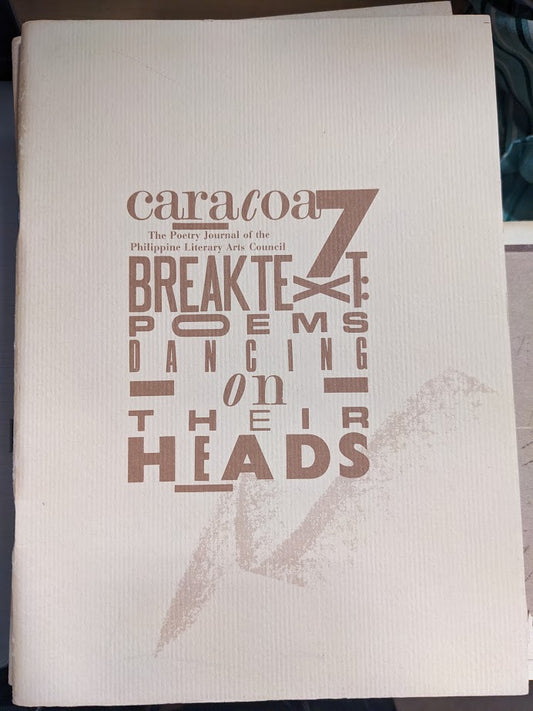 caracoa 7
The Poetry Journal of the
Philippine Literary Arts Council
BREAKTEXT:
POEMS
DANCING
on
THEIR
HEADS